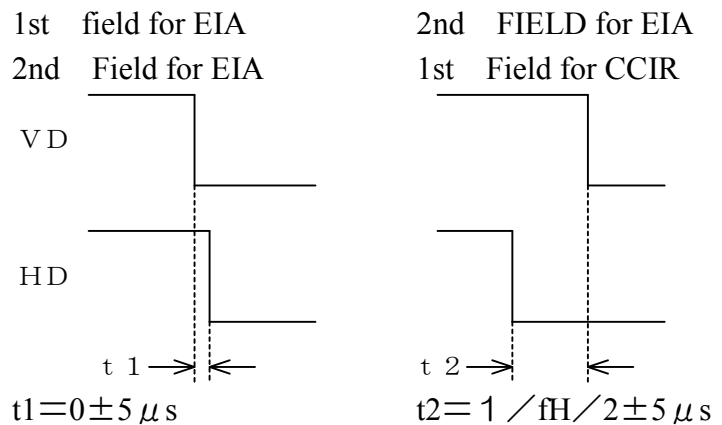 1st field for EIA
2nd Field for EIA
VD
HD
t 1
t1=0±5μs
2nd FIELD for EIA
1st Field for CCIR
t 2
t2=1/fH/2±5μs